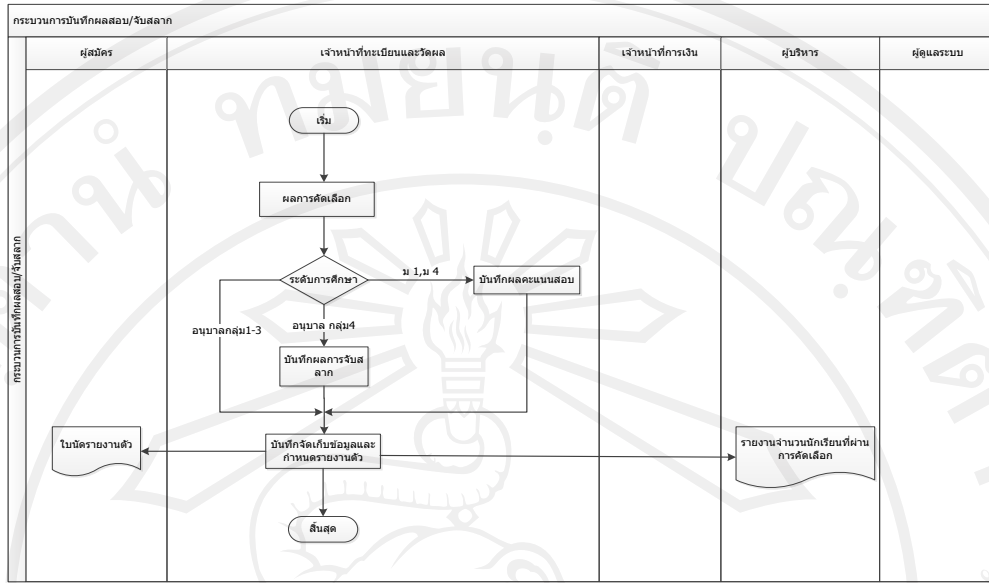 กระบวนการบันทึกผลสอบ/จับสลาก
ผู้สมัคร
เจ้าหน้าที่ทะเบียนและวัดผล
เจ้าหน้าที่การเงิน
ผู้บริหาร
ผู้ดูแลระบบ
กระบวนการบันทึกผลสอบ/จับสลาก
เริ่ม
ผลการคัดเลือก
ระดับการศึกษา
ม 1,ม 4
บันทึกผลคะแนนสอบ
อนุบาลกลุ่ม1-3
อนุบาล กลุ่ม4
บันทึกผลการจับส
ลาก
ใบนัดรายงานตัว
บันทึกจัดเก็บข้อมูลและ
กำหนดรายงานตัว
รายงานจำนวนนักเรียนที่ผ่าน
การคัดเลือก
สิ้นสุด